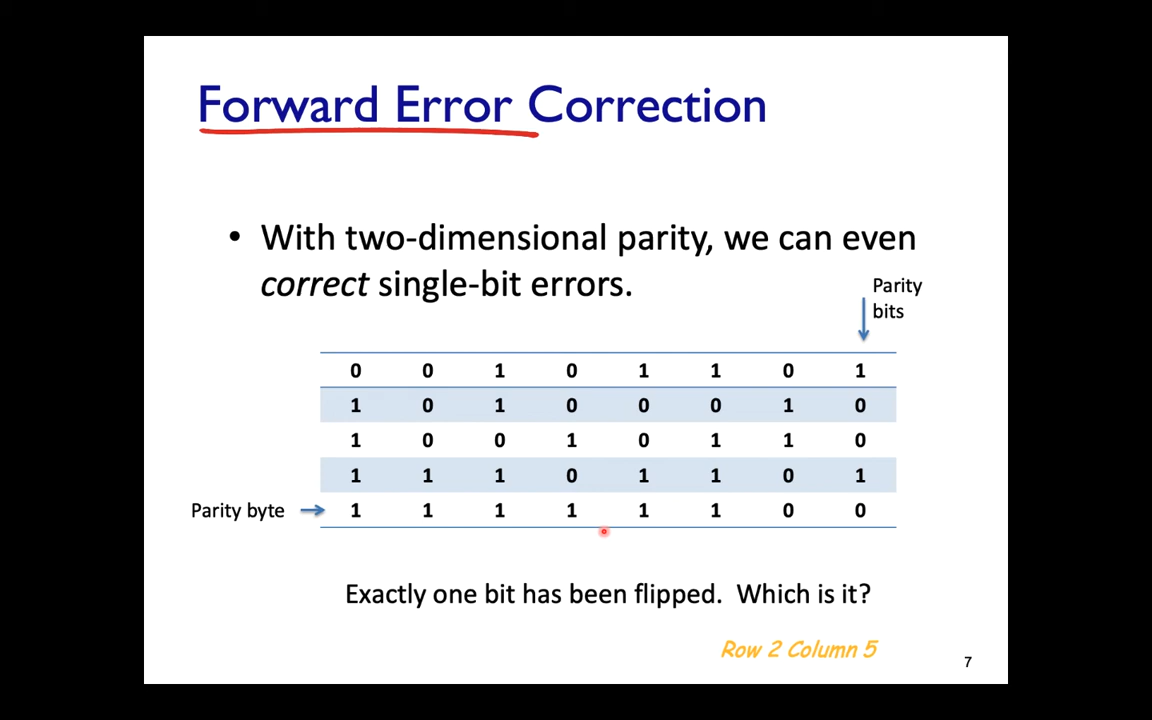 Forward Error Correction
• With two-dimensional parity, we can even
correct single-bit errors.
Parity
bits
0 0 1 0 1 1 0 1
1 0 1 0 0 0 1 0
1 0 0 1 0 1 1 0
1 1 1 0 1 1 0 1
Parity byte 1 1 1 1 1 1 0 0
Exactly one bit has been flipped. Which is it?
Row 2 Column 5
7